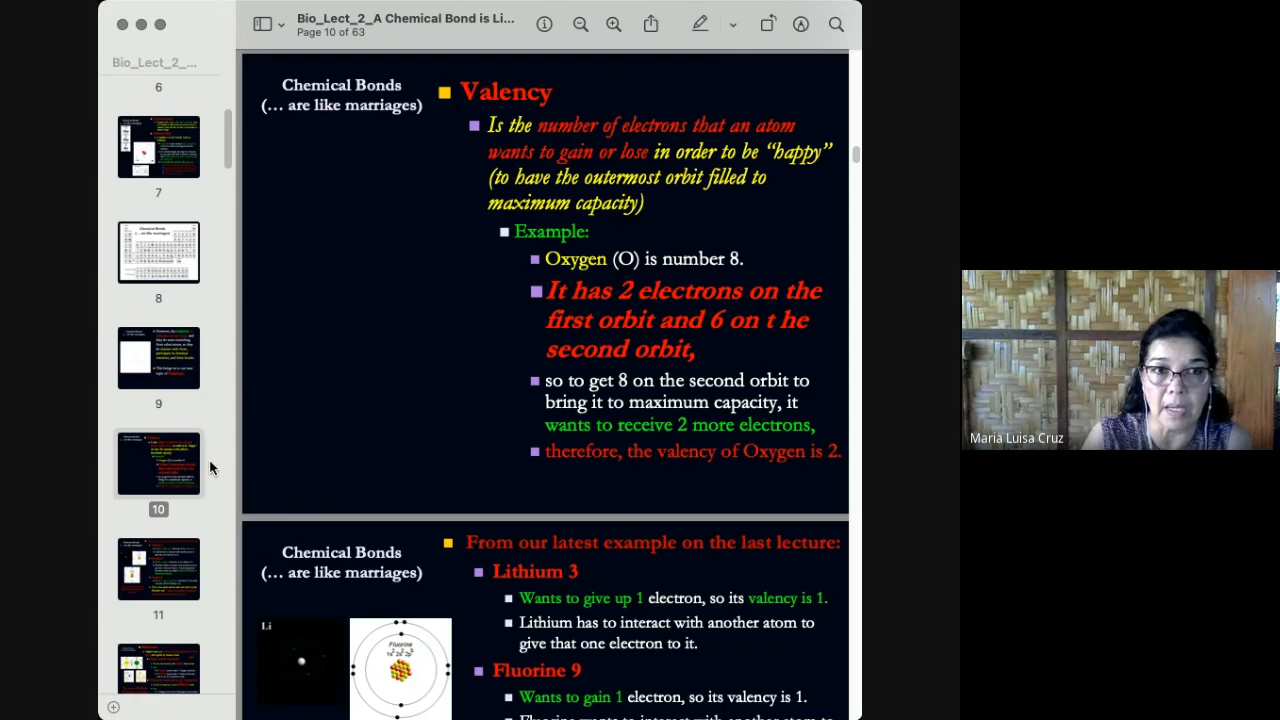 Bio_Lect_2_A Chemical Bond is Li...
Page 10 of 63
Bio_Lect_2_-...
6
7
8
9
10
11
Chemical Bonds
(… are like marriages)
Valency
Is the number of electrons that an atom
wants to gain or lose in order to be “happy”
(to have the outermost orbit filled to
maximum capacity)
Example:
Oxygen (O) is number 8.
It has 2 electrons on the
first orbit and 6 on t he
second orbit,
so to get 8 on the second orbit to
bring it to maximum capacity, it
wants to receive 2 more electrons,
therefore, the valency of Oxygen is 2.
Chemical Bonds
(… are like marriages)
From our latest example on the last lecture:
Lithium 3
Wants to give up 1 electron, so its valency is 1.
Lithium has to interact with another atom to
give that one electron to it.
Fluorine 9
Wants to gain 1 electron, so its valency is 1.
Li
Fluorine
Maria Luisa Cruz